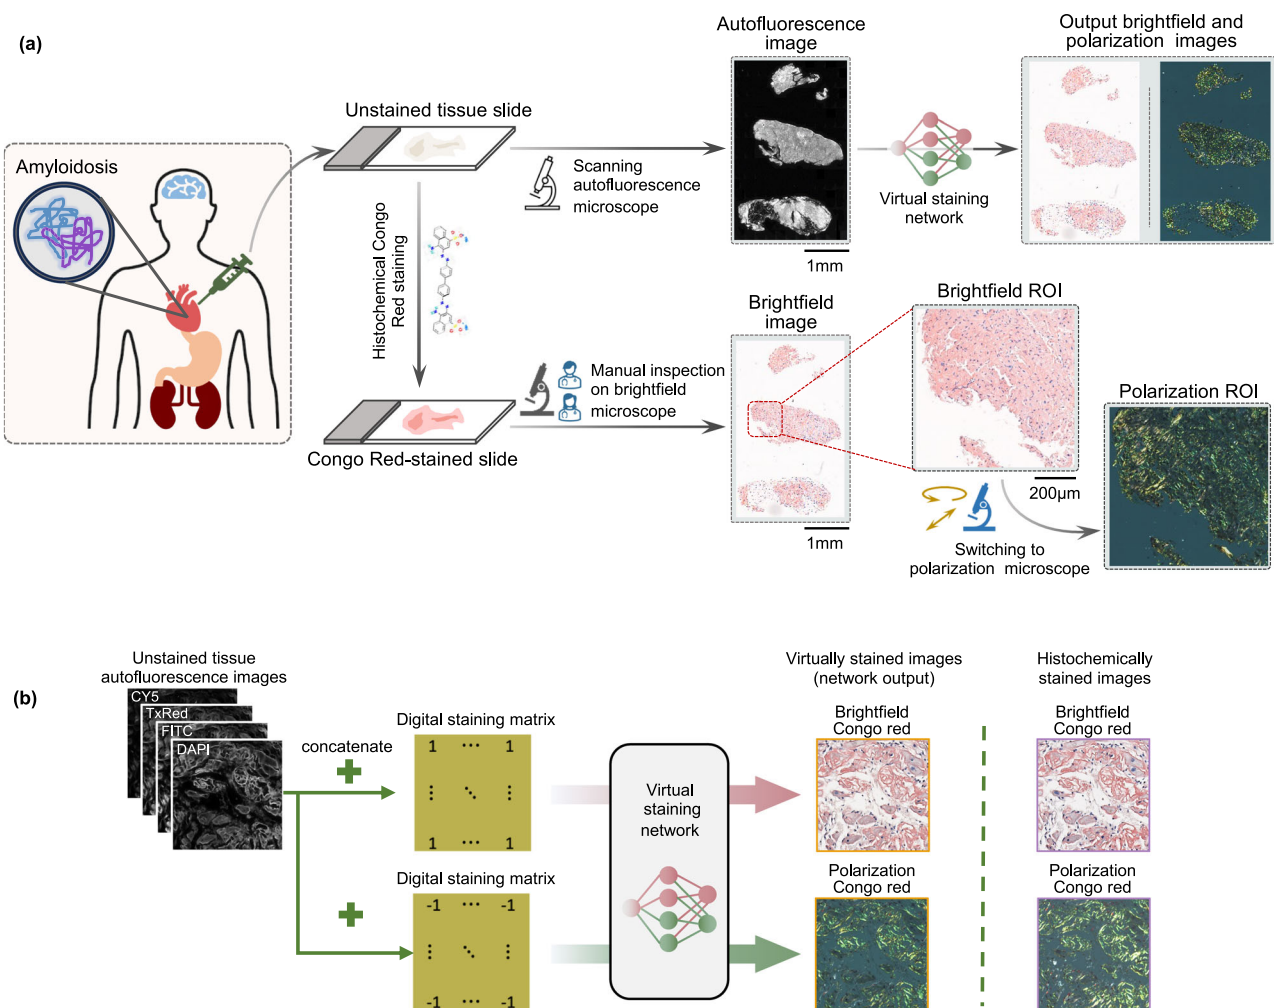 (a)
Amyloidosis
Unstained tissue slide
Histochemical Congo
Red staining
Congo Red-stained slide
Scanning
autofluorescence
microscope
Autofluorescence
image
1mm
Virtual staining
network
Output brightfield and
polarization images
Manual inspection
on brightfield
microscope
Brightfield
image
1mm
Brightfield ROI
200µm
Switching to
polarization microscope
Polarization ROI
(b)
Unstained tissue
autofluorescence images
CY5
TxRed
FITC
DAPI
concatenate
Digital staining matrix
1 ··· 1
⋮ ⋱ ⋮
1 ··· 1
Digital staining matrix
-1 ··· -1
⋮ ⋱ ⋮
-1 ··· -1
Virtual
staining
network
Virtually stained images
(network output)
Brightfield
Congo red
Polarization
Congo red
Histochemically
stained images
Brightfield
Congo red
Polarization
Congo red